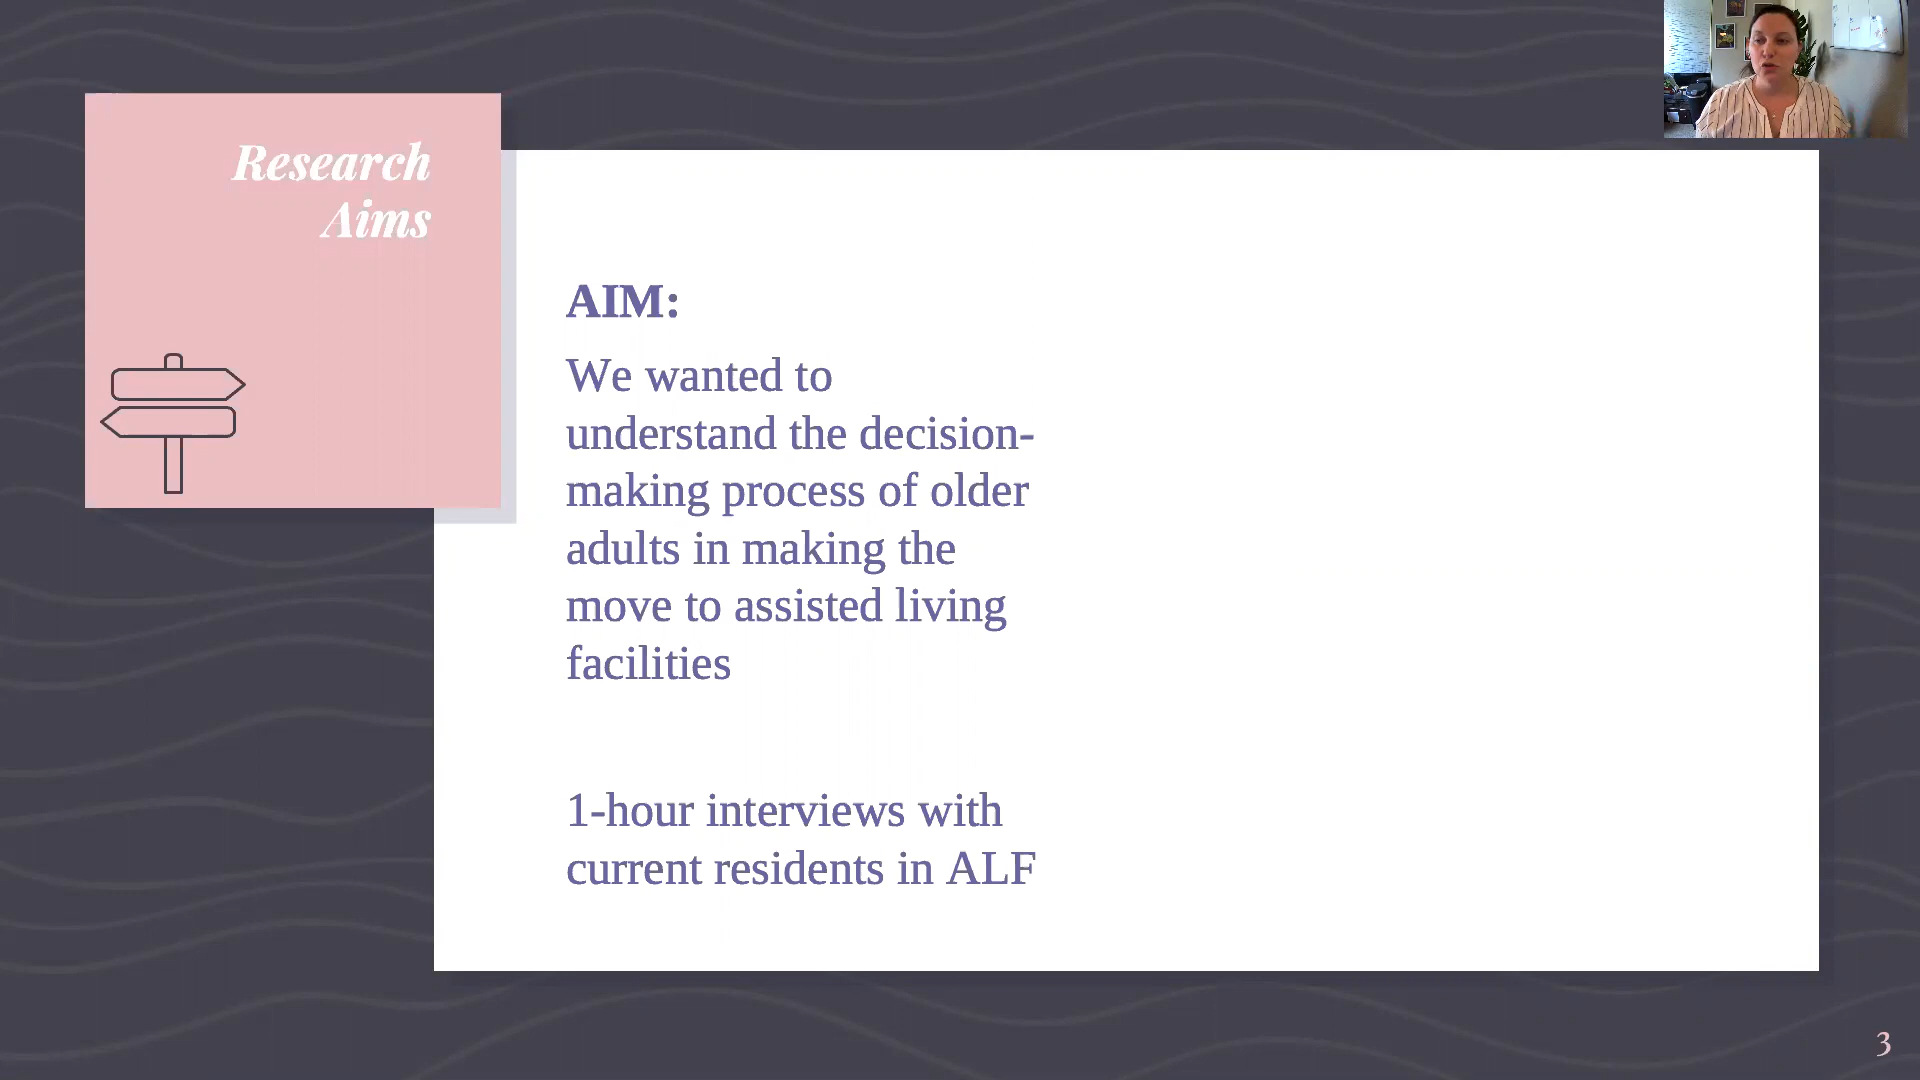 Research
Aims
AIM:
We wanted to
understand the decision-
making process of older
adults in making the
move to assisted living
facilities
1-hour interviews with
current residents in ALF
3